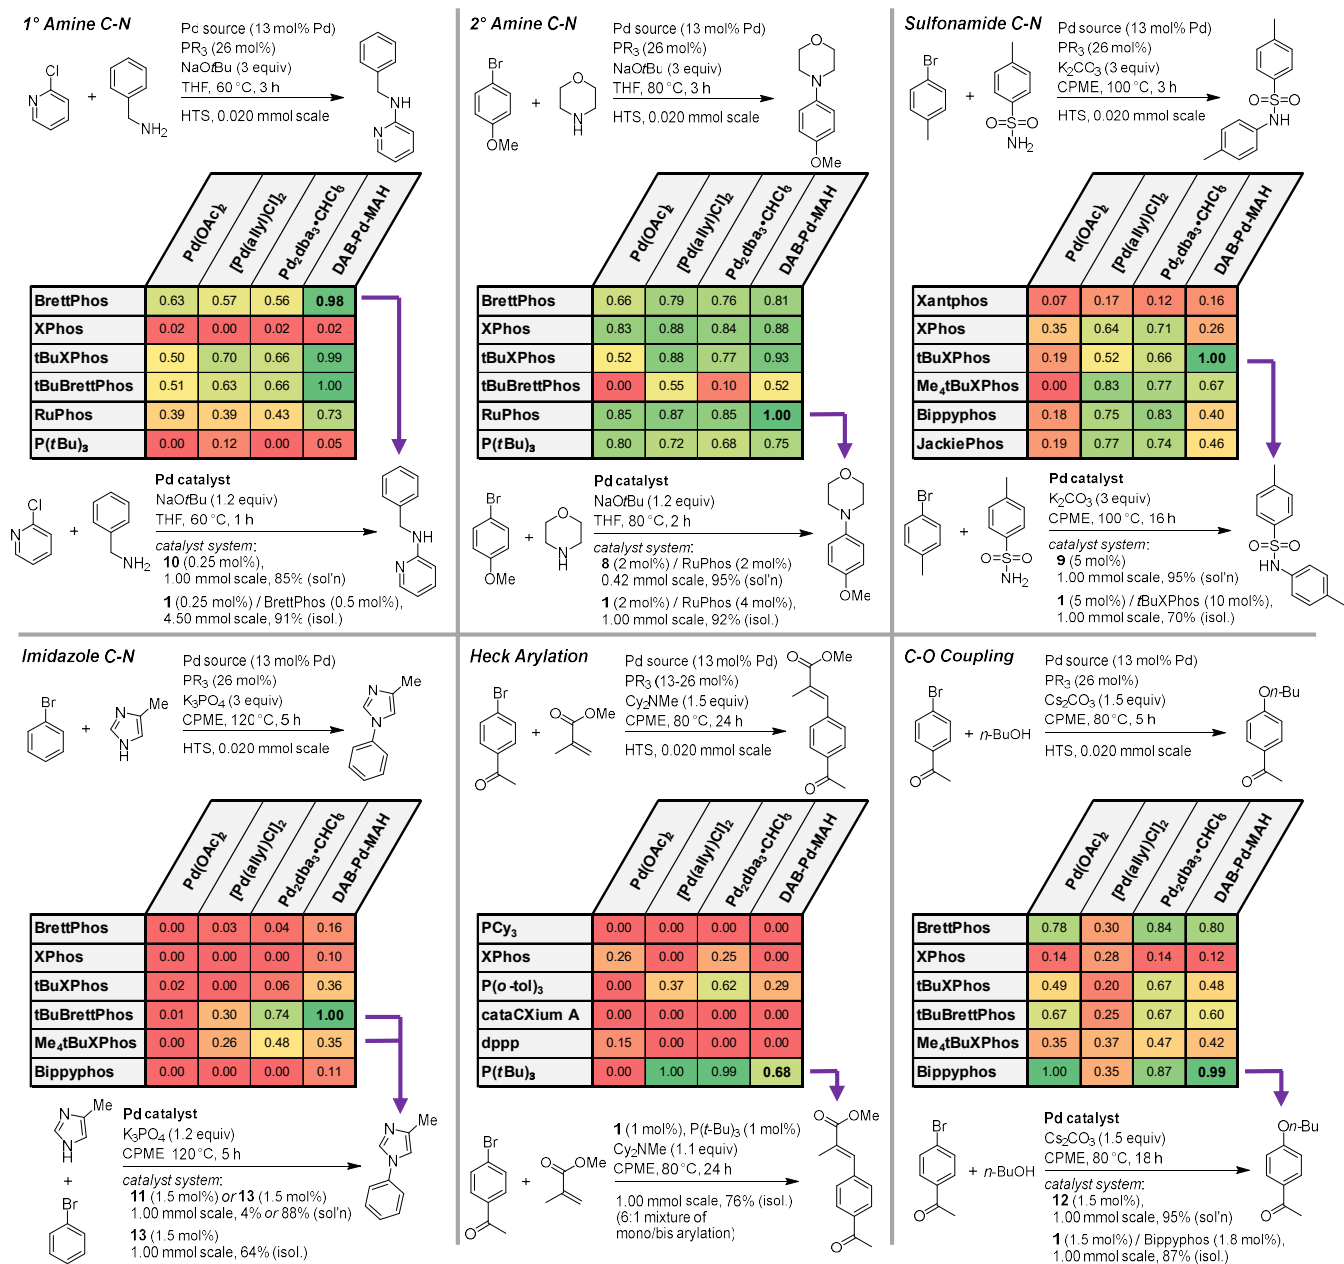 1° Amine C-N
Cl
N
+
NH2
Pd source (13 mol% Pd)
PR3 (26 mol%)
NaOtBu (3 equiv)
THF, 60 °C, 3 h
HTS, 0.020 mmol scale
NH
N
Pd(OAc)2 [Pd(allyl)Cl]2 Pd2dba3•CHCl3 DAB-Pd-MAH
BrettPhos 0.63 0.57 0.56 0.98
XPhos 0.02 0.00 0.02 0.02
tBuXPhos 0.50 0.70 0.66 0.99
tBuBrettPhos 0.51 0.63 0.66 1.00
RuPhos 0.39 0.39 0.43 0.73
P(tBu)3 0.00 0.12 0.00 0.05
Cl
N
+
NH2
Pd catalyst
NaOtBu (1.2 equiv)
THF, 60 °C, 1 h
catalyst system:
10 (0.25 mol%),
1.00 mmol scale, 85% (sol'n)
1 (0.25 mol%) / BrettPhos (0.5 mol%),
4.50 mmol scale, 91% (isol.)
NH
N
2° Amine C-N
Br
OMe
+
O
N
H
Pd source (13 mol% Pd)
PR3 (26 mol%)
NaOtBu (3 equiv)
THF, 80 °C, 3 h
HTS, 0.020 mmol scale
O
N
OMe
Pd(OAc)2 [Pd(allyl)Cl]2 Pd2dba3•CHCl3 DAB-Pd-MAH
BrettPhos 0.66 0.79 0.76 0.81
XPhos 0.83 0.88 0.84 0.88
tBuXPhos 0.52 0.88 0.77 0.93
tBuBrettPhos 0.00 0.55 0.10 0.52
RuPhos 0.85 0.87 0.85 1.00
P(tBu)3 0.80 0.72 0.68 0.75
Br
OMe
+
O
N
H
Pd catalyst
NaOtBu (1.2 equiv)
THF, 80 °C, 2 h
catalyst system:
8 (2 mol%) / RuPhos (2 mol%)
0.42 mmol scale, 95% (sol'n)
1 (2 mol%) / RuPhos (4 mol%),
1.00 mmol scale, 92% (isol.)
O
N
OMe
Sulfonamide C-N
Br
+
O=S=O
NH2
Pd source (13 mol% Pd)
PR3 (26 mol%)
K2CO3 (3 equiv)
CPME, 100 °C, 3 h
HTS, 0.020 mmol scale
S=O
O
NH
Pd(OAc)2 [Pd(allyl)Cl]2 Pd2dba3•CHCl3 DAB-Pd-MAH
Xantphos 0.07 0.17 0.12 0.16
XPhos 0.35 0.64 0.71 0.26
tBuXPhos 0.19 0.52 0.66 1.00
Me4tBuXPhos 0.00 0.83 0.77 0.67
Bippyphos 0.18 0.75 0.83 0.40
JackiePhos 0.19 0.77 0.74 0.46
Br
+
O=S=O
NH2
Pd catalyst
K2CO3 (3 equiv)
CPME, 100 °C, 16 h
catalyst system:
9 (5 mol%)
1.00 mmol scale, 95% (sol'n)
1 (5 mol%) / tBuXPhos (10 mol%),
1.00 mmol scale, 70% (isol.)
O=S=O
NH
Imidazole C-N
Br
+
N
Me
N
H
Pd source (13 mol% Pd)
PR3 (26 mol%)
K3PO4 (3 equiv)
CPME, 120 °C, 5 h
HTS, 0.020 mmol scale
Me
N
N
Pd(OAc)2 [Pd(allyl)Cl]2 Pd2dba3•CHCl3 DAB-Pd-MAH
BrettPhos 0.00 0.03 0.04 0.16
XPhos 0.00 0.00 0.00 0.10
tBuXPhos 0.02 0.00 0.06 0.36
tBuBrettPhos 0.01 0.30 0.74 1.00
Me4tBuXPhos 0.00 0.26 0.48 0.35
Bippyphos 0.00 0.00 0.00 0.11
Me
N
N
H
+
Br
Pd catalyst
K3PO4 (1.2 equiv)
CPME 120 °C, 5 h
catalyst system:
11 (1.5 mol%) or 13 (1.5 mol%)
1.00 mmol scale, 4% or 88% (sol'n)
13 (1.5 mol%)
1.00 mmol scale, 64% (isol.)
Me
N
N
Heck Arylation
Br
O
+
OMe
O
Pd source (13 mol% Pd)
PR3 (13-26 mol%)
Cy2NMe (1.5 equiv)
CPME, 80 °C, 24 h
HTS, 0.020 mmol scale
O
OMe
O
Pd(OAc)2 [Pd(allyl)Cl]2 Pd2dba3•CHCl3 DAB-Pd-MAH
PCy3 0.00 0.00 0.00 0.00
XPhos 0.26 0.00 0.25 0.00
P(o-tol)3 0.00 0.37 0.62 0.29
cataCXium A 0.00 0.00 0.00 0.00
dppp 0.15 0.00 0.00 0.00
P(tBu)3 0.00 1.00 0.99 0.68
Br
O
+
OMe
O
1 (1 mol%), P(t-Bu)3 (1 mol%)
Cy2NMe (1.1 equiv)
CPME, 80 °C, 24 h
1.00 mmol scale, 76% (isol.)
(6:1 mixture of
mono/bis arylation)
O
OMe
O
C-O Coupling
Br
O
+ n-BuOH
Pd source (13 mol% Pd)
PR3 (26 mol%)
Cs2CO3 (1.5 equiv)
CPME, 80 °C, 5 h
HTS, 0.020 mmol scale
On-Bu
O
Pd(OAc)2 [Pd(allyl)Cl]2 Pd2dba3•CHCl3 DAB-Pd-MAH
BrettPhos 0.78 0.30 0.84 0.80
XPhos 0.14 0.28 0.14 0.12
tBuXPhos 0.49 0.20 0.67 0.48
tBuBrettPhos 0.67 0.25 0.67 0.60
Me4tBuXPhos 0.35 0.37 0.47 0.42
Bippyphos 1.00 0.35 0.87 0.99
Br
O
+ n-BuOH
Pd catalyst
Cs2CO3 (1.5 equiv)
CPME, 80 °C, 18 h
catalyst system:
12 (1.5 mol%),
1.00 mmol scale, 95% (sol'n)
1 (1.5 mol%) / Bippyphos (1.8 mol%),
1.00 mmol scale, 87% (isol.)
On-Bu
O